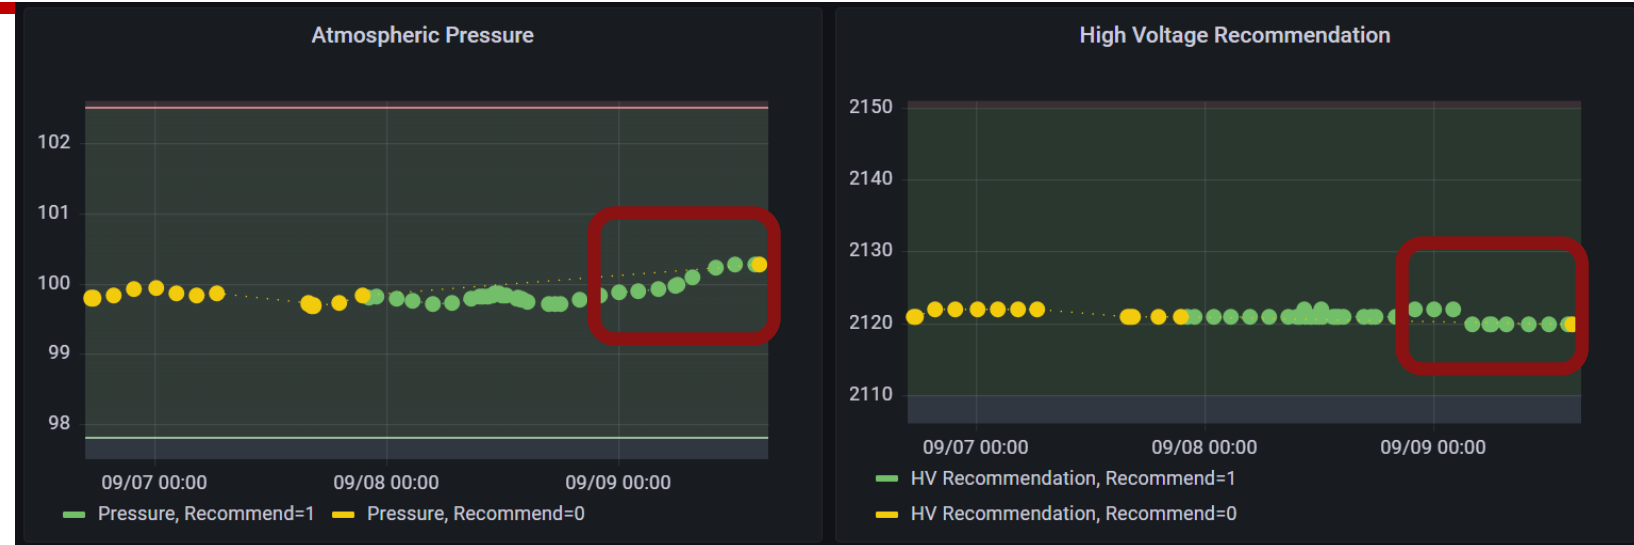 Atmospheric Pressure
102
101
100
99
98
09/07 00:00 09/08 00:00 09/09 00:00
Pressure, Recommend=1 Pressure, Recommend=0
High Voltage Recommendation
2150
2140
2130
2120
2110
09/07 00:00 09/08 00:00 09/09 00:00
HV Recommendation, Recommend=1
HV Recommendation, Recommend=0